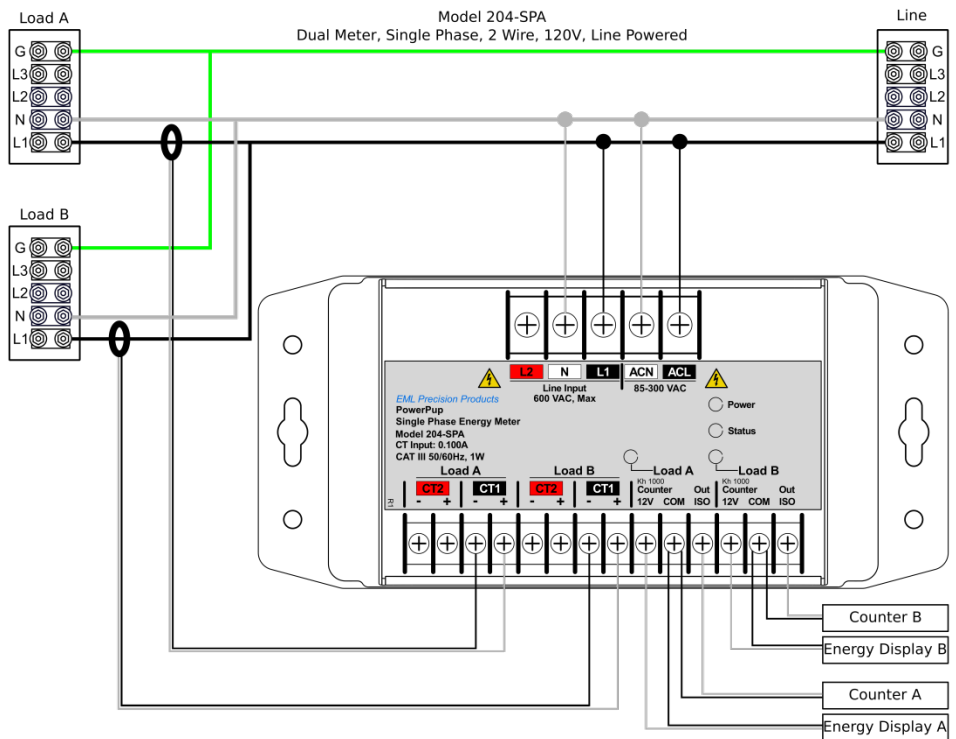 Model 204-SPA
Dual Meter, Single Phase, 2 Wire, 120V, Line Powered
Load A
G
L3
L2
N
L1
Line
G
L3
L2
N
L1
Load B
G
L3
L2
N
L1
L2 N L1 ACN ACL
Line Input
600 VAC, Max
85-300 VAC
EML Precision Products
PowerPup
Single Phase Energy Meter
Model 204-SPA
CT Input: 0.100A
CAT III 50/60Hz, 1W
Power
Status
Load A
CT2 CT1
- + - +
Load B
CT2 CT1
- + - +
Load A
Kh 1000
Counter Out
12V COM ISO
Load B
Kh 1000
Counter Out
12V COM ISO
R1
Counter B
Energy Display B
Counter A
Energy Display A